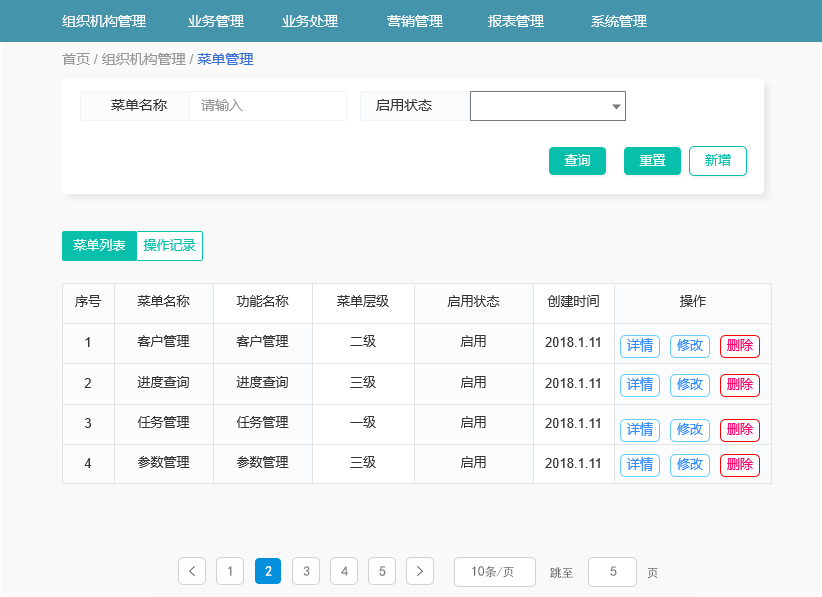 组织机构管理 业务管理 业务处理 营销管理 报表管理 系统管理
首页 / 组织机构管理 / 菜单管理
菜单名称 请输入 启用状态
查询 重置 新增
菜单列表 操作记录
序号 菜单名称 功能名称 菜单层级 启用状态 创建时间 操作
1 客户管理 客户管理 二级 启用 2018.1.11 详情 修改 删除
2 进度查询 进度查询 三级 启用 2018.1.11 详情 修改 删除
3 任务管理 任务管理 一级 启用 2018.1.11 详情 修改 删除
4 参数管理 参数管理 三级 启用 2018.1.11 详情 修改 删除
< 1 2 3 4 5 > 10条/页 跳至 5 页